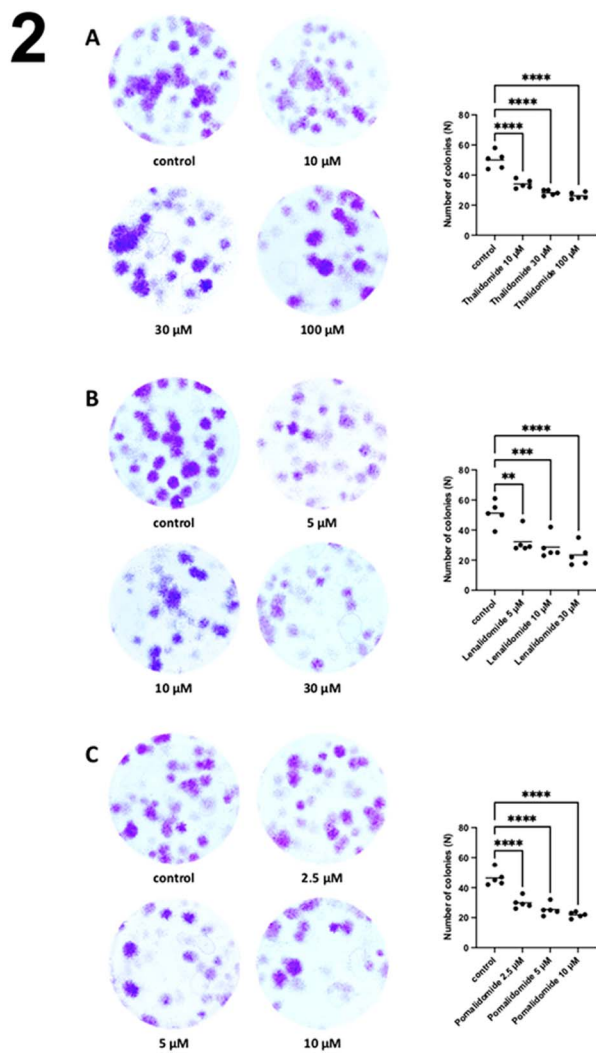 2
A
control
10 µM
30 µM
100 µM
****
****
****
Number of colonies (N)
80
60
40
20
0
control
Thalidomide 10 µM
Thalidomide 30 µM
Thalidomide 100 µM
B
control
5 µM
10 µM
30 µM
****
***
**
Number of colonies (N)
80
60
40
20
0
control
Lenalidomide 5 µM
Lenalidomide 10 µM
Lenalidomide 30 µM
C
control
2.5 µM
5 µM
10 µM
****
****
****
Number of colonies (N)
80
60
40
20
0
control
Pomalidomide 2.5 µM
Pomalidomide 5 µM
Pomalidomide 10 µM